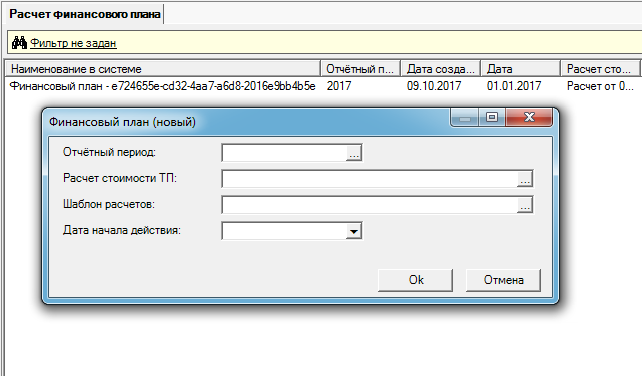 Расчет Финансового плана
Фильтр не задан
Наименование в системе Отчётный п... Дата созда... Дата Расчет сто...
Финансовый план - e724655e-cd32-4aa7-a6d8-2016e9bb4b5e 2017 09.10.2017 01.01.2017 Расчет от 0...
Финансовый план (новый)
Отчётный период: ...
Расчет стоимости ТП: ...
Шаблон расчетов: ...
Дата начала действия:
Ok Отмена